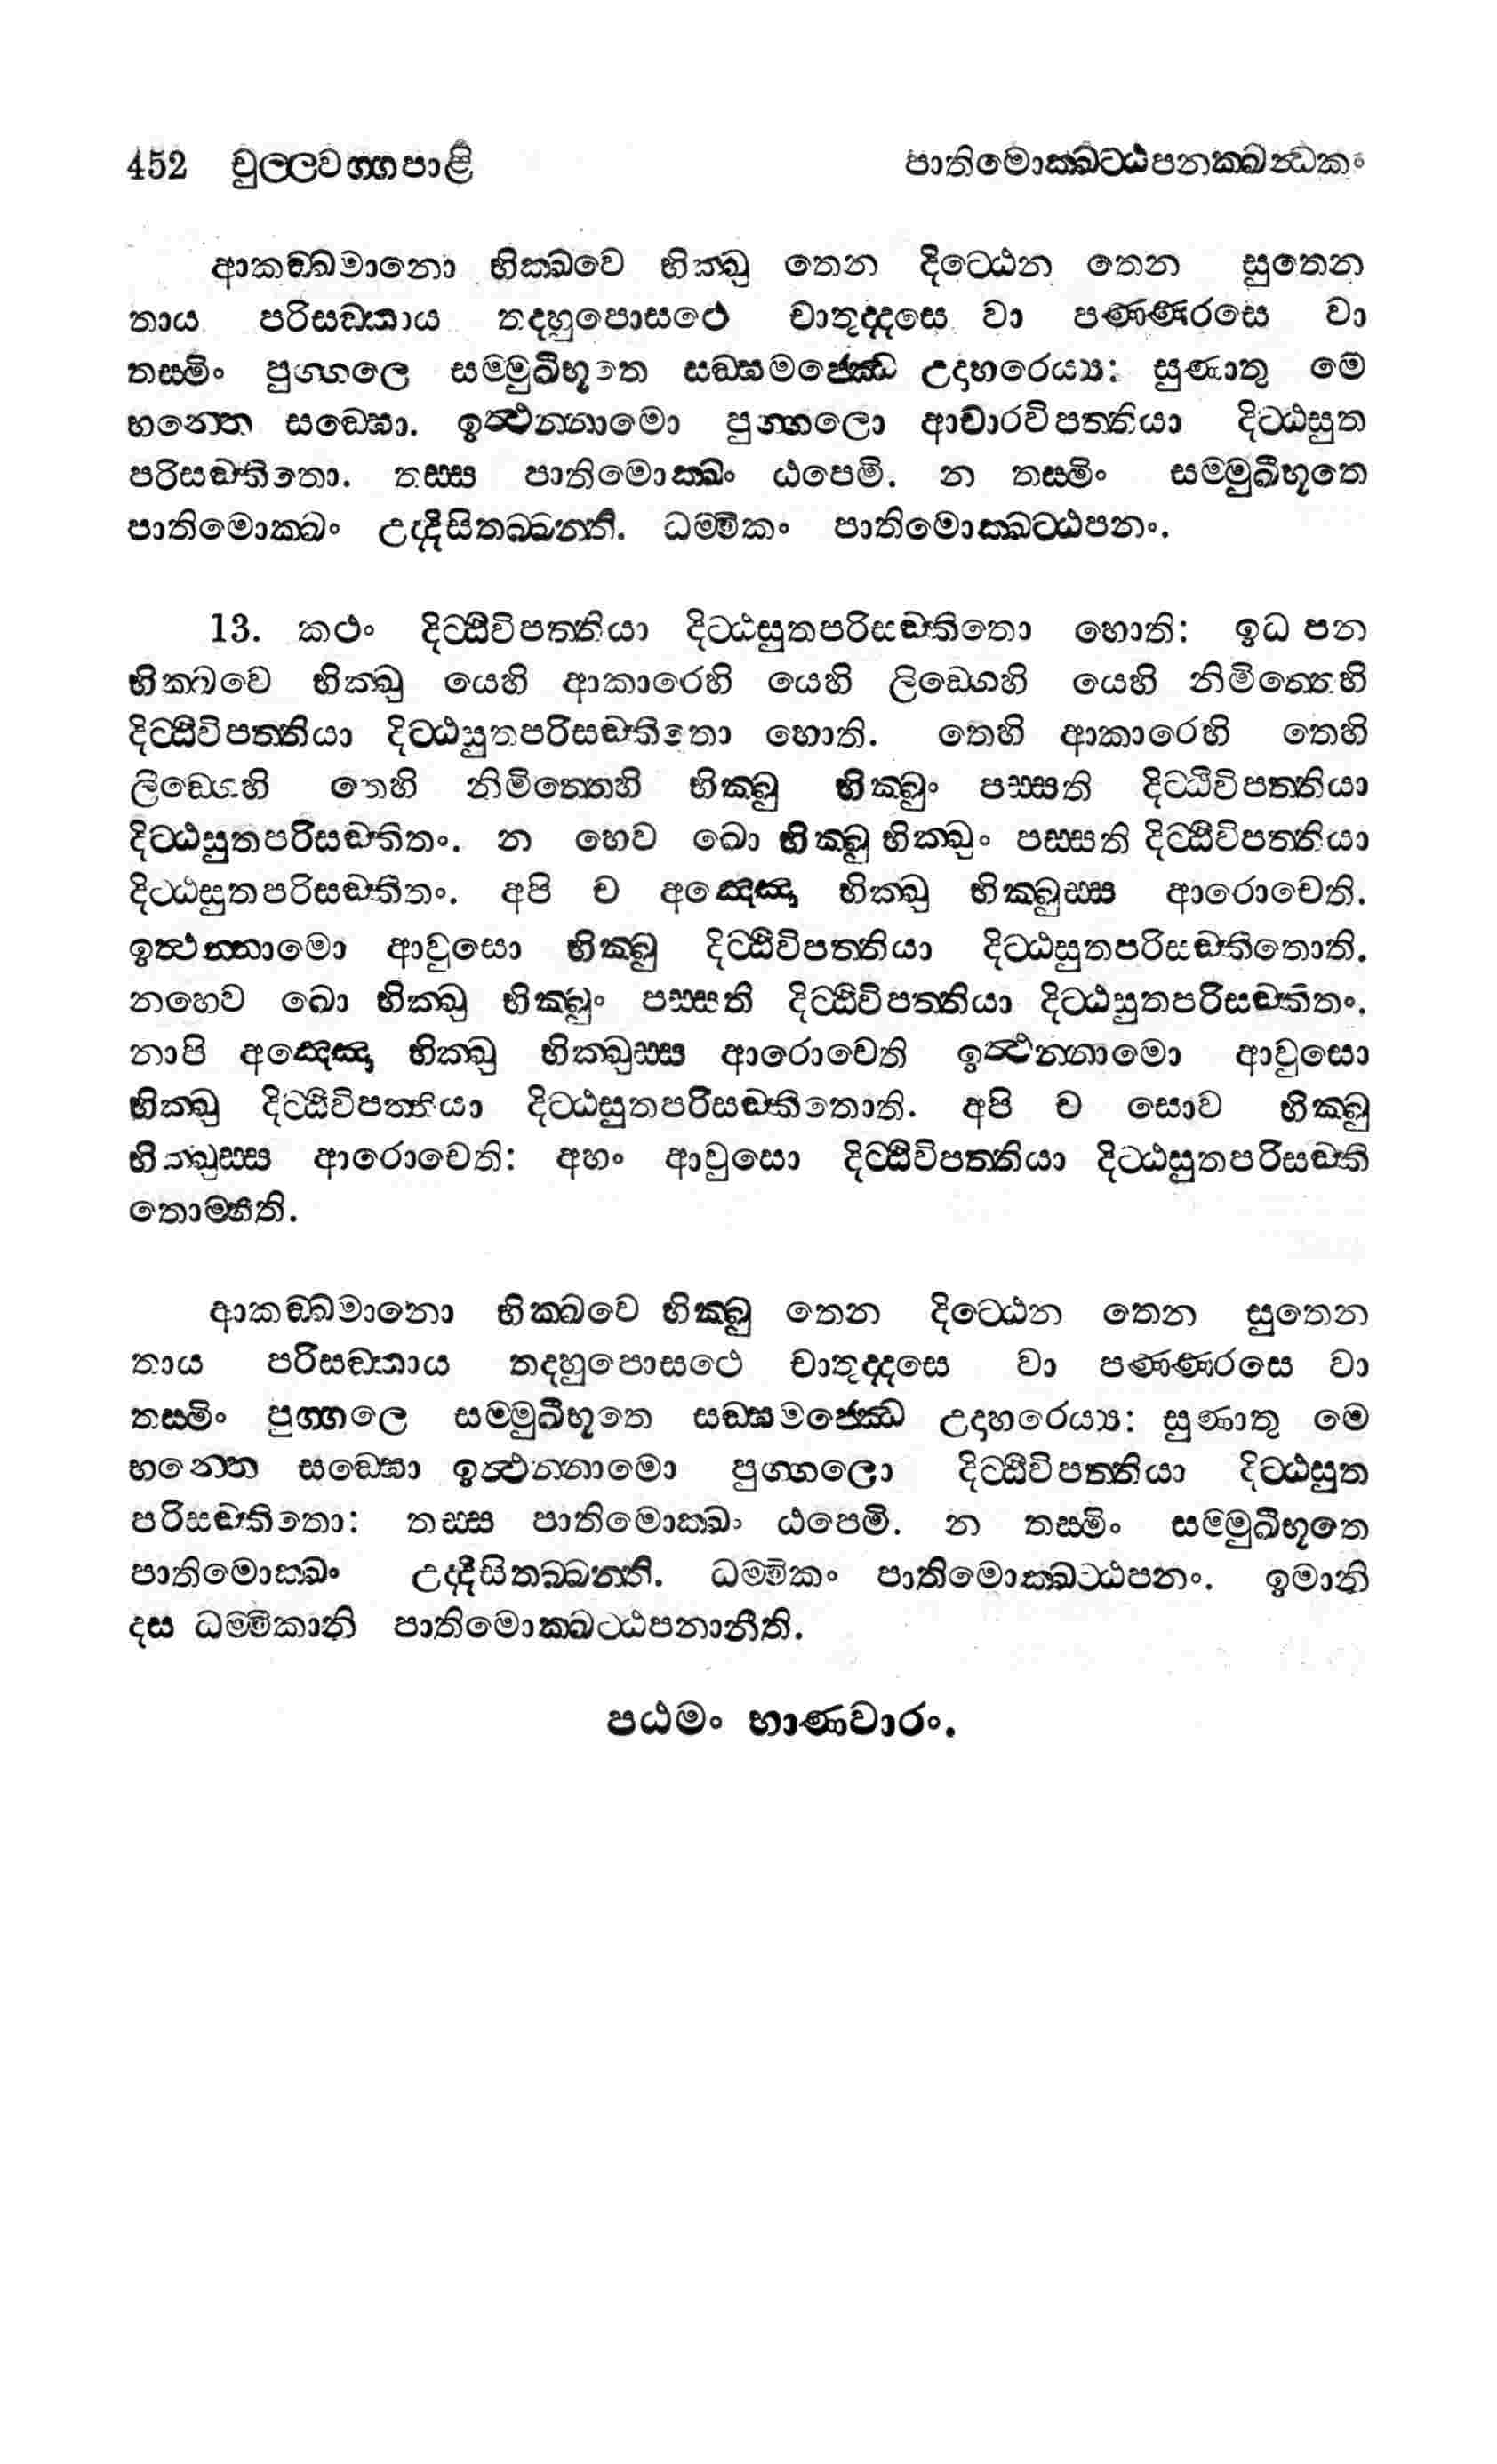 452 චුල්ලවග්ගපාළි පාතිමොක්ඛට්ඨපනක්ඛන්ධකං
ආකඞ්ඛමානො භික්ඛවෙ භික්ඛු තෙන දිට්ඨෙන තෙන සුතෙන
තාය පරිසඞ්කාය තදහුපොසථෙ චාතුද්දසෙ වා පණ්ණරසෙ වා
තස්මිං පුග්ගලෙ සම්මුඛීභූතෙ සඞ්ඝමජ්ඣෙ උදාහරෙය්‍ය: සුණාතු මෙ
භන්තෙ සඞ්ඝො. ඉත්ථන්නාමො පුග්ගලො ආචාරවිපත්තියා දිට්ඨසුත
පරිසඞ්කිතො. තස්ස පාතිමොක්ඛං ඨපෙමි. න තස්මිං සම්මුඛීභූතෙ
පාතිමොක්ඛං උද්දිසිතබ්බන්ති. ධම්මිකං පාතිමොක්ඛට්ඨපනං.
13. කථං දිට්ඨිවිපත්තියා දිට්ඨසුතපරිසඞ්කිතො හොති: ඉධ පන
භික්ඛවෙ භික්ඛු යෙහි ආකාරෙහි යෙහි ලිඞ්ගෙහි යෙහි නිමිත්තෙහි
දිට්ඨිවිපත්තියා දිට්ඨසුතපරිසඞ්කිතො හොති. තෙහි ආකාරෙහි තෙහි
ලිඞ්ගෙහි තෙහි නිමිත්තෙහි භික්ඛු භික්ඛුං පස්සති දිට්ඨිවිපත්තියා
දිට්ඨසුතපරිසඞ්කිතං. න හෙව ඛො භික්ඛු භික්ඛුං පස්සති දිට්ඨිවිපත්තියා
දිට්ඨසුතපරිසඞ්කිතං. අපි ච අඤ්ඤො භික්ඛු භික්ඛුස්ස ආරොචෙති.
ඉත්ථන්නාමො ආවුසො භික්ඛු දිට්ඨිවිපත්තියා දිට්ඨසුතපරිසඞ්කිතොති.
නහෙව ඛො භික්ඛු භික්ඛුං පස්සති දිට්ඨිවිපත්තියා දිට්ඨසුතපරිසඞ්කිතං.
නාපි අඤ්ඤො භික්ඛු භික්ඛුස්ස ආරොචෙති ඉත්ථන්නාමො ආවුසො
භික්ඛු දිට්ඨිවිපත්තියා දිට්ඨසුතපරිසඞ්කිතොති. අපි ච සොව භික්ඛු
භික්ඛුස්ස ආරොචෙති: අහං ආවුසො දිට්ඨිවිපත්තියා දිට්ඨසුතපරිසඞ්කි
තොම්හීති.
ආකඞ්ඛමානො භික්ඛවෙ භික්ඛු තෙන දිට්ඨෙන තෙන සුතෙන
තාය පරිසඞ්කාය තදහුපොසථෙ චාතුද්දසෙ වා පණ්ණරසෙ වා
තස්මිං පුග්ගලෙ සම්මුඛීභූතෙ සඞ්ඝමජ්ඣෙ උදාහරෙය්‍ය: සුණාතු මෙ
භන්තෙ සඞ්ඝො ඉත්ථන්නාමො පුග්ගලො දිට්ඨිවිපත්තියා දිට්ඨසුත
පරිසඞ්කිතො: තස්ස පාතිමොක්ඛං ඨපෙමි. න තස්මිං සම්මුඛීභූතෙ
පාතිමොක්ඛං උද්දිසිතබ්බන්ති. ධම්මිකං පාතිමොක්ඛට්ඨපනං. ඉමානි
දස ධම්මිකානි පාතිමොක්ඛට්ඨපනානීති.
පඨමං භාණවාරං.